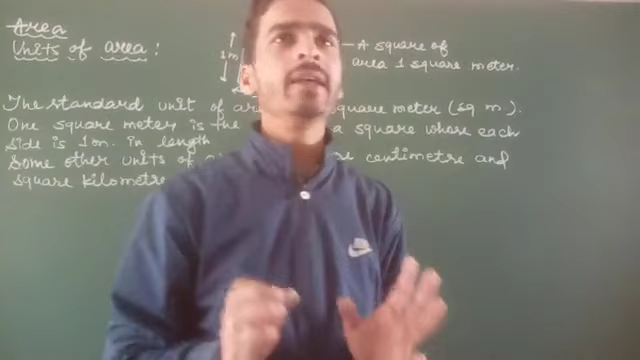 Area
Units of area :
1 m
A square of
area 1 square meter.
The standard unit of square meter (sq m).
One square meter is the a square whose each
side is 1m. in length
Some other units of centimetre and
square kilometre